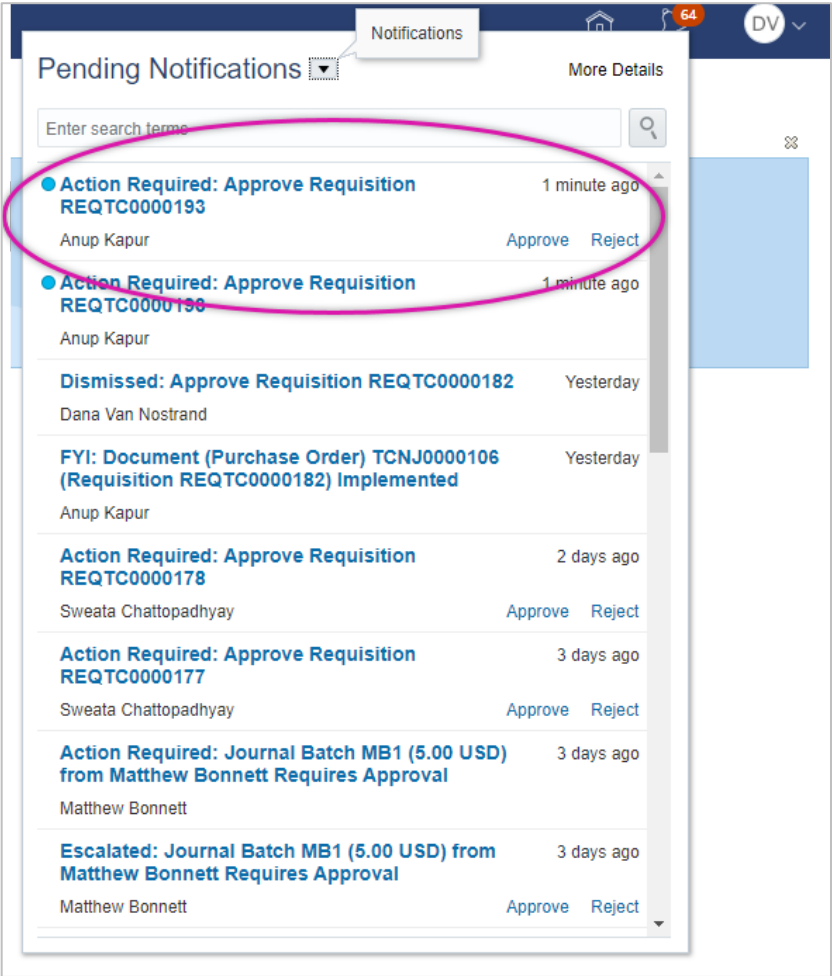 Notifications
64
DV
Pending Notifications
More Details
Enter search terms
Action Required: Approve Requisition
1 minute ago
REQTC0000193
Anup Kapur
Approve Reject
Action Required: Approve Requisition
1 minute ago
REQTC0000198
Anup Kapur
Dismissed: Approve Requisition REQTC0000182
Yesterday
Dana Van Nostrand
FYI: Document (Purchase Order) TCNJ0000106
Yesterday
(Requisition REQTC0000182) Implemented
Anup Kapur
Action Required: Approve Requisition
2 days ago
REQTC0000178
Sweata Chattopadhyay
Approve Reject
Action Required: Approve Requisition
3 days ago
REQTC0000177
Sweata Chattopadhyay
Approve Reject
Action Required: Journal Batch MB1 (5.00 USD)
3 days ago
from Matthew Bonnett Requires Approval
Matthew Bonnett
Escalated: Journal Batch MB1 (5.00 USD) from
3 days ago
Matthew Bonnett Requires Approval
Matthew Bonnett
Approve Reject